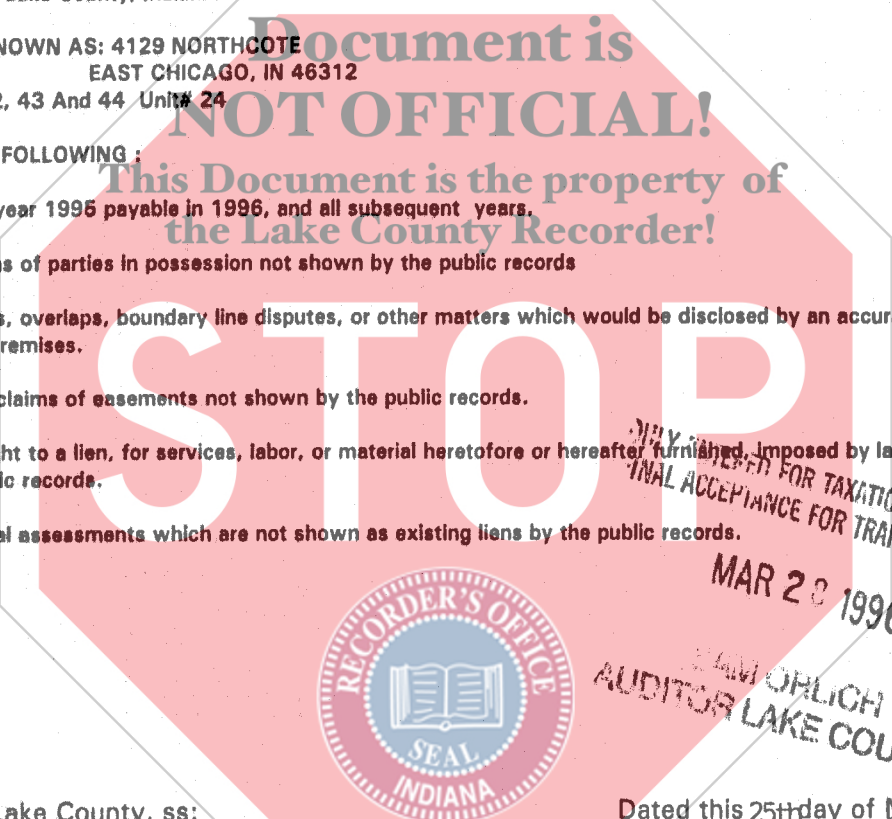 NOWN AS: 4129 NORTHCOTE
EAST CHICAGO, IN 46312
2, 43 And 44 Unit# 24
FOLLOWING :
year 1995 payable in 1996, and all subsequent years.
s of parties in possession not shown by the public records
s, overlaps, boundary line disputes, or other matters which would be disclosed by an accur
remises.
claims of easements not shown by the public records.
ht to a lien, for services, labor, or material heretofore or hereafter furnished, imposed by la
ic records.
al assessments which are not shown as existing liens by the public records.
Document is
NOT OFFICIAL!
This Document is the property of
the Lake County Recorder!
STOP
FOR TAXATIO
FINAL ACCEPTANCE FOR TRA
MAR 2 199
ORLICH
AUDITOR LAKE COU
RECORDER'S OFFICE
SEAL
INDIANA
Lake County, ss:
Dated this 25th day of